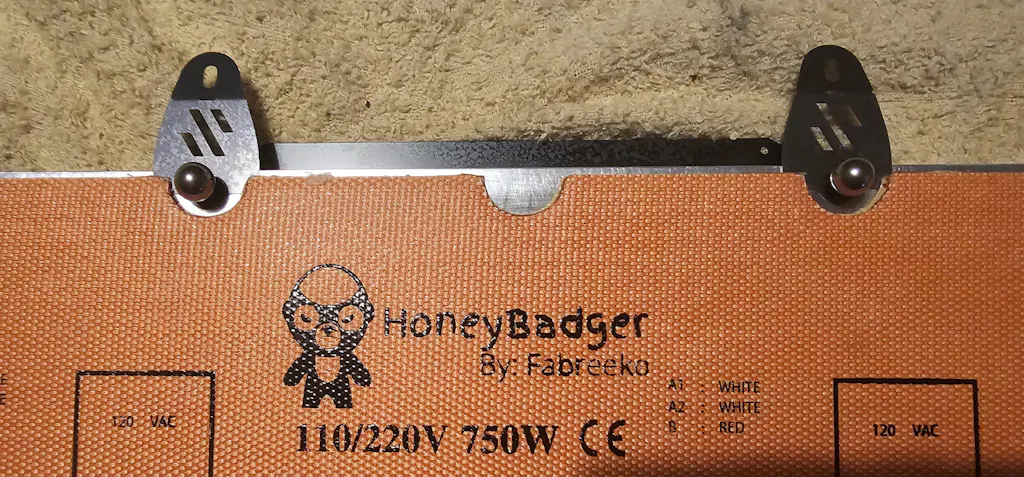 HoneyBadger
By: Fabreeko
A1 : WHITE
A2 : WHITE
B : RED
110/220V 750W CE
120 VAC
120 VAC